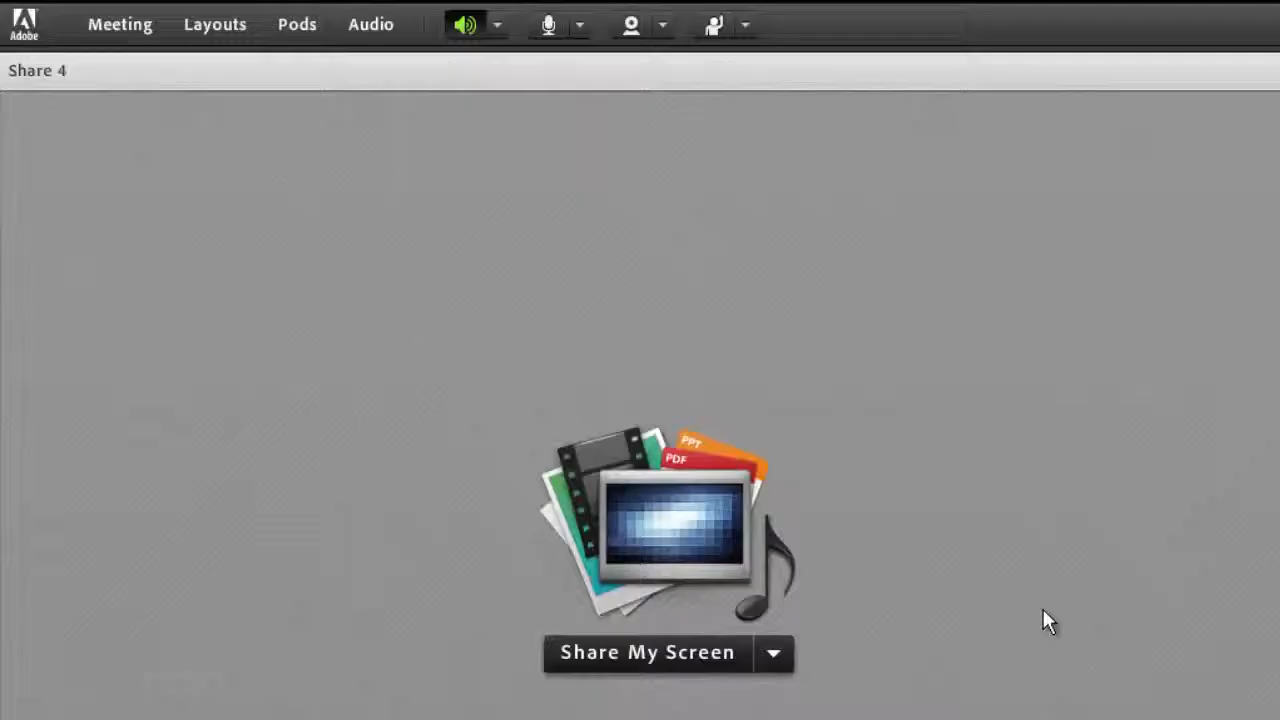 Adobe
Meeting Layouts Pods Audio
Share 4
PPT
PDF
Share My Screen